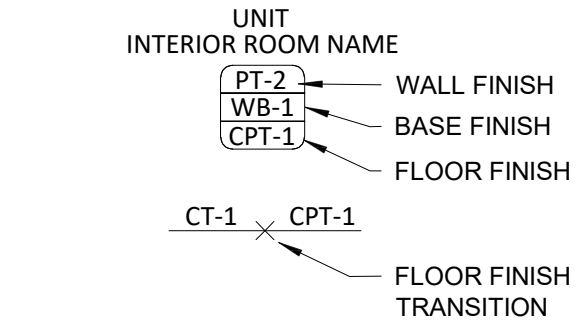 UNIT
INTERIOR ROOM NAME
PT-2
WALL FINISH
WB-1
BASE FINISH
CPT-1
FLOOR FINISH
CT-1 CPT-1
FLOOR FINISH
TRANSITION